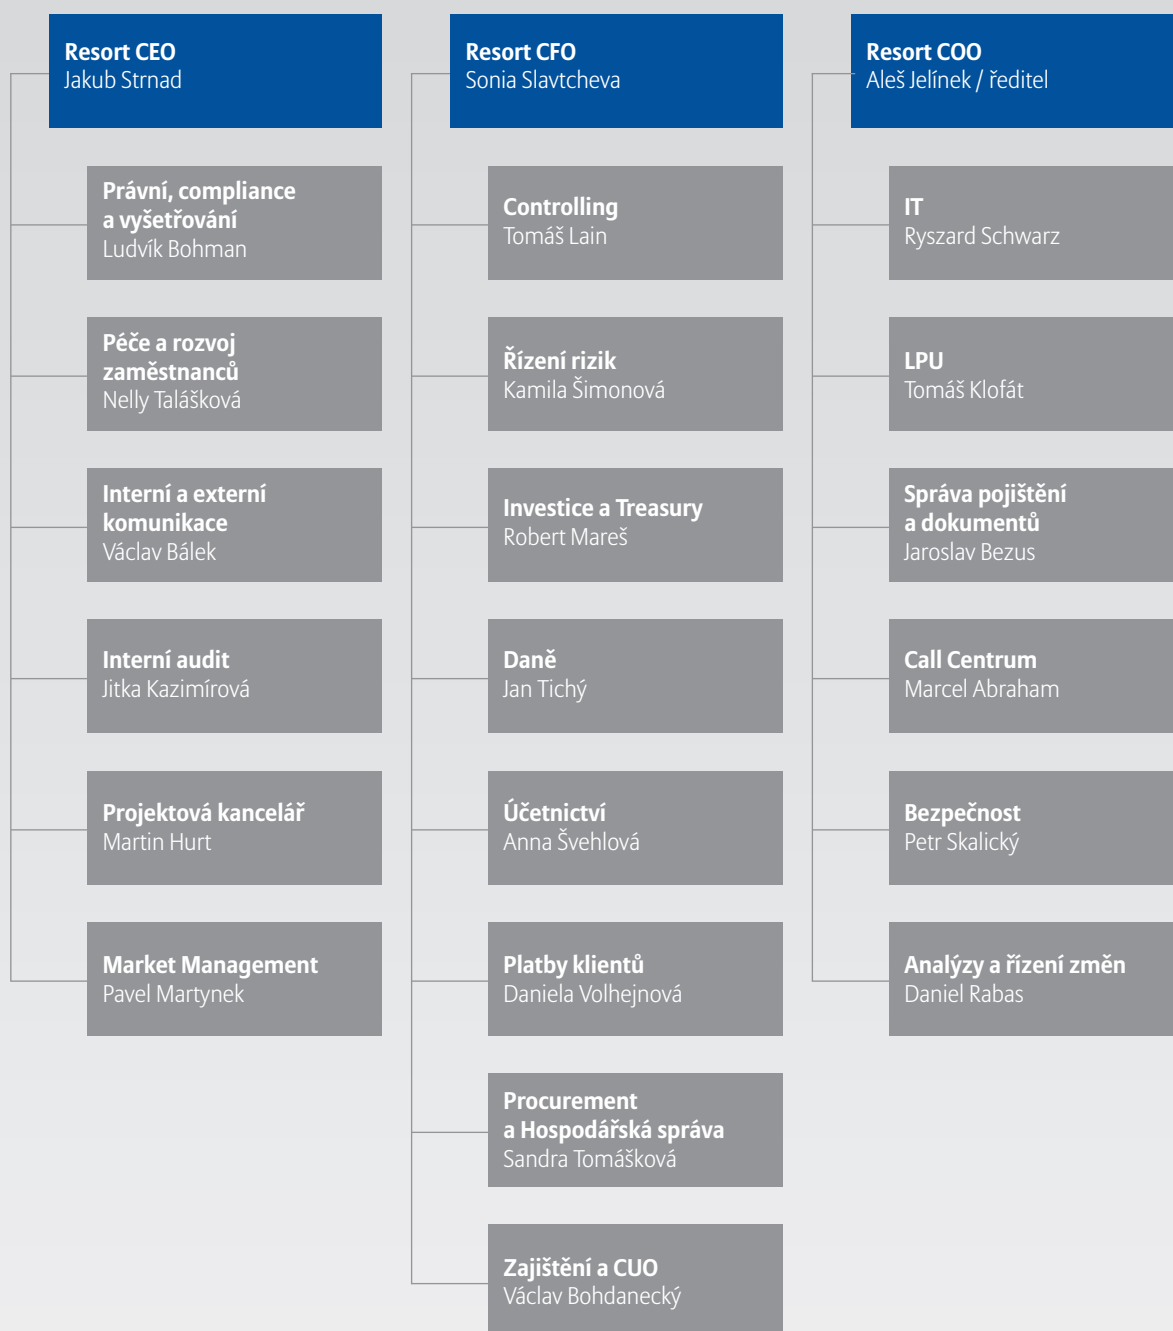 Resort CEO
Jakub Strnad
Právní, compliance
a vyšetřování
Ludvík Bohman
Péče a rozvoj
zaměstnanců
Nelly Talášková
Interní a externí
komunikace
Václav Bálek
Interní audit
Jitka Kazimírová
Projektová kancelář
Martin Hurt
Market Management
Pavel Martynek
Resort CFO
Sonia Slavtcheva
Controlling
Tomáš Lain
Řízení rizik
Kamila Šimonová
Investice a Treasury
Robert Mareš
Daně
Jan Tichý
Účetnictví
Anna Švehlová
Platby klientů
Daniela Volhejnová
Procurement
a Hospodářská správa
Sandra Tomášková
Zajištění a CUO
Václav Bohdanecký
Resort COO
Aleš Jelínek / ředitel
IT
Ryszard Schwarz
LPU
Tomáš Klofát
Správa pojištění
a dokumentů
Jaroslav Bezus
Call Centrum
Marcel Abraham
Bezpečnost
Petr Skalický
Analýzy a řízení změn
Daniel Rabas